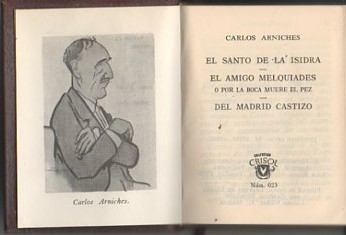 Carlos Arniches.
CARLOS ARNICHES
EL SANTO DE "LA" ISIDRA
EL AMIGO MELQUIADES
O POR LA BOCA MUERE EL PEZ
DEL MADRID CASTIZO
CRISOL
Núm. 023